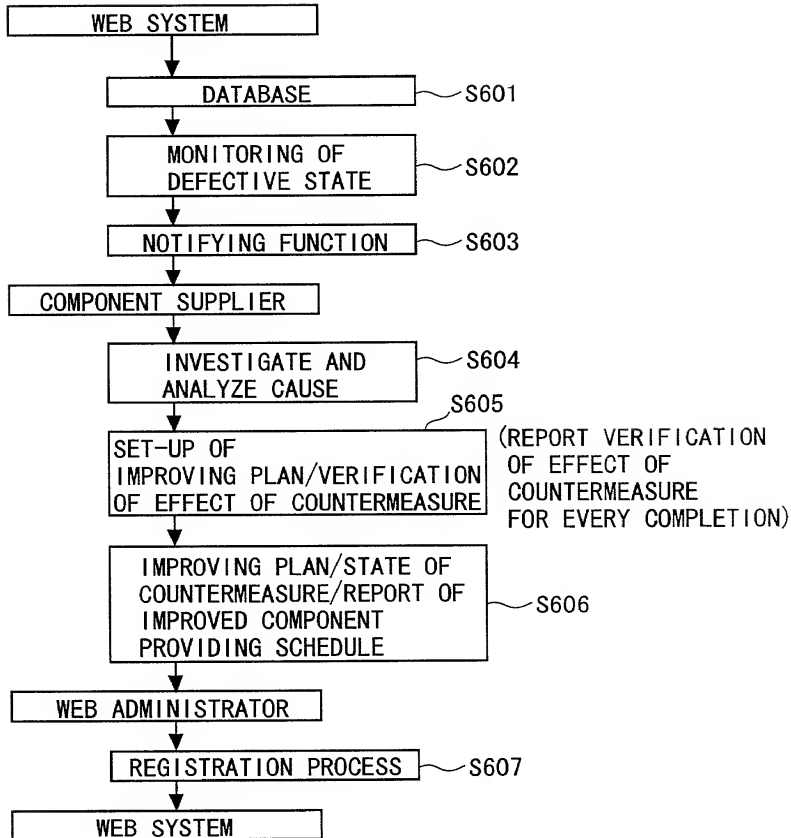 WEB SYSTEM
DATABASE S601
MONITORING OF
DEFECTIVE STATE
S602
NOTIFYING FUNCTION S603
COMPONENT SUPPLIER
INVESTIGATE AND
ANALYZE CAUSE
S604
S605
SET-UP OF
IMPROVING PLAN/VERIFICATION
OF EFFECT OF COUNTERMEASURE
(REPORT VERIFICATION
OF EFFECT OF
COUNTERMEASURE
FOR EVERY COMPLETION)
IMPROVING PLAN/STATE OF
COUNTERMEASURE/REPORT OF
IMPROVED COMPONENT
PROVIDING SCHEDULE
S606
WEB ADMINISTRATOR
REGISTRATION PROCESS S607
WEB SYSTEM